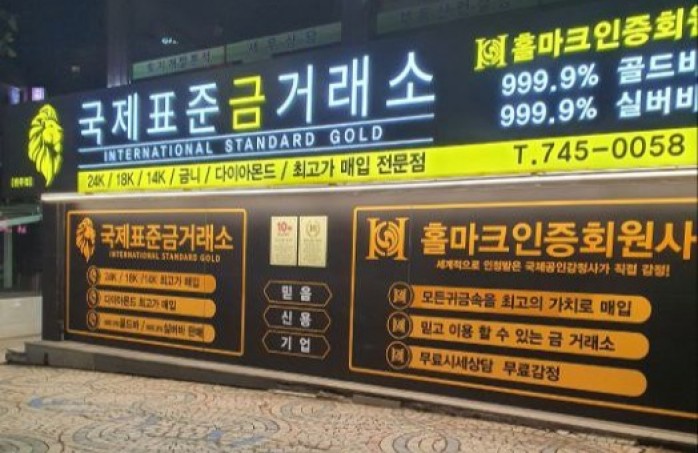 국제표준금거래소
INTERNATIONAL STANDARD GOLD
24K / 18K / 14K / 금니 / 다이아몬드 / 최고가 매입 전문점
홀마크인증회원
999.9% 골드바
999.9% 실버바
T.745-0058
국제표준금거래소
INTERNATIONAL STANDARD GOLD
24K / 18K / 14K 최고가 매입
다이아몬드 최고가 매입
골드바 / 실버바 판매
10년
믿음
신용
기업
홀마크인증회원사
세계적으로 인정받은 국제공인감정사가 직접 감정!
모든귀금속을 최고의 가치로 매입
믿고 이용 할 수 있는 금 거래소
무료시세상담 무료감정